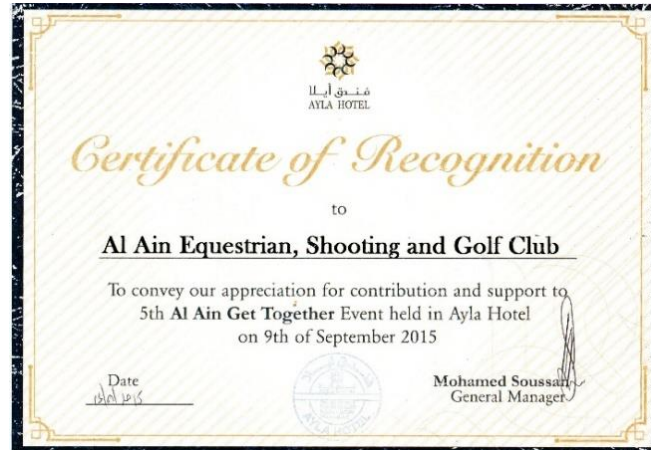 فندق أيلا
AYLA HOTEL
Certificate of Recognition
to
Al Ain Equestrian, Shooting and Golf Club
To convey our appreciation for contribution and support to
5th Al Ain Get Together Event held in Ayla Hotel
on 9th of September 2015
Date
Mohamed Soussan
General Manager
AYLA HOTEL